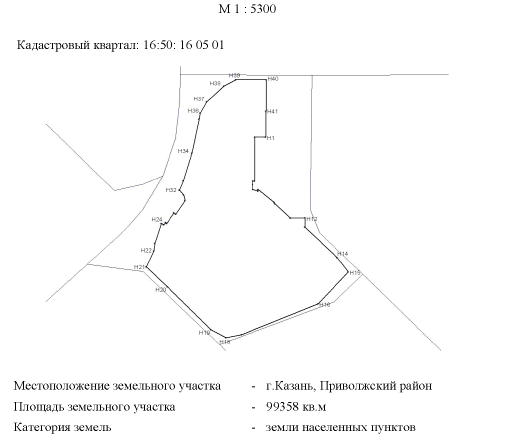 М 1 : 5300
Кадастровый квартал: 16:50: 16 05 01
Н39 Н40
Н39
Н37
Н36 Н41
Н1
Н34
Н32
Н24 Н12
Н22
Н14
Н21 Н15
Н20
Н16
Н19
Н18
Местоположение земельного участка - г.Казань, Приволжский район
Площадь земельного участка - 99358 кв.м
Категория земель - земли населенных пунктов